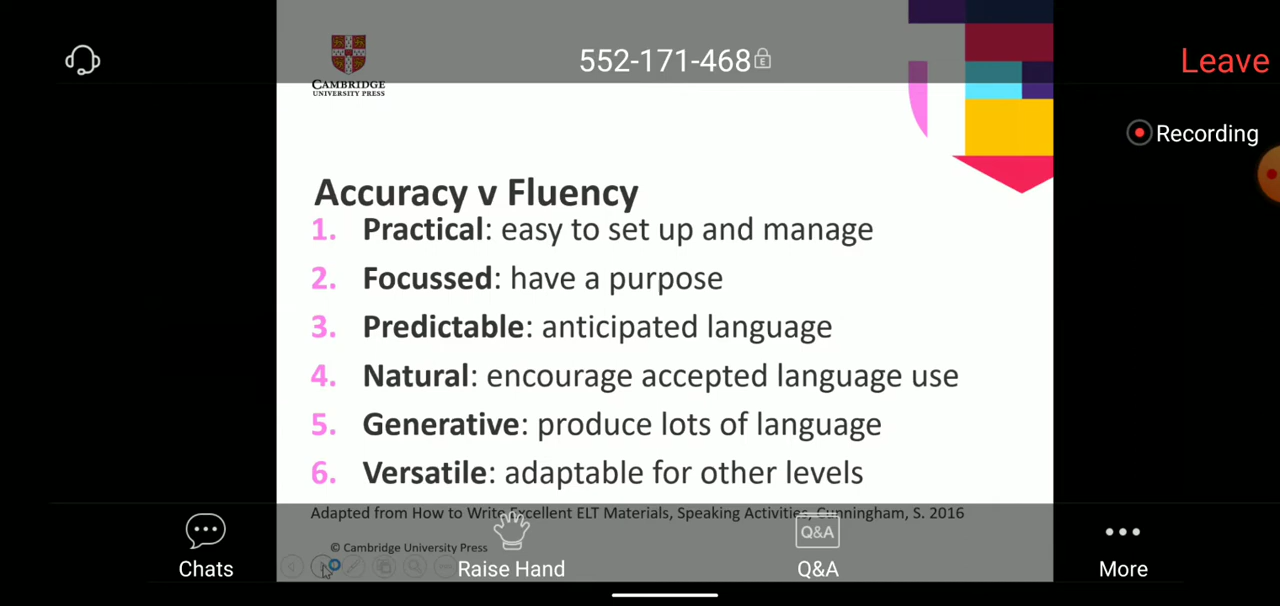 552-171-468
Leave
CAMBRIDGE
UNIVERSITY PRESS
Recording
Accuracy v Fluency
1. Practical: easy to set up and manage
2. Focussed: have a purpose
3. Predictable: anticipated language
4. Natural: encourage accepted language use
5. Generative: produce lots of language
6. Versatile: adaptable for other levels
Adapted from How to Write Excellent ELT Materials, Speaking Activities, Cunningham, S. 2016
© Cambridge University Press
Q&A
Chats
Raise Hand
Q&A
More